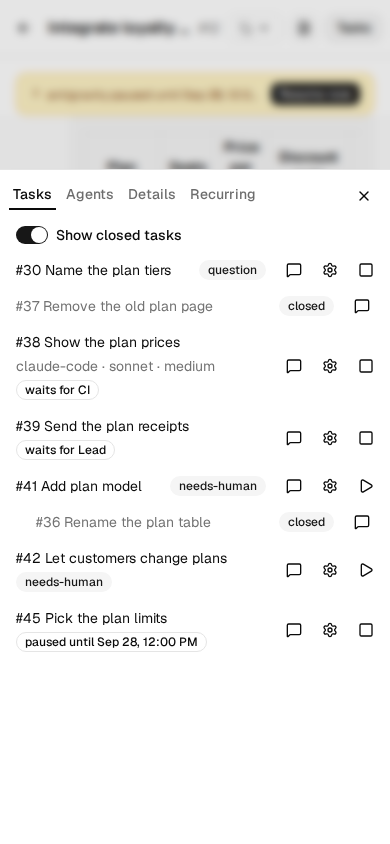 Tasks Agents Details Recurring
Show closed tasks
#30 Name the plan tiers question
#37 Remove the old plan page closed
#38 Show the plan prices
claude-code · sonnet · medium
waits for CI
#39 Send the plan receipts
waits for Lead
#41 Add plan model needs-human
#36 Rename the plan table closed
#42 Let customers change plans
needs-human
#45 Pick the plan limits
paused until Sep 28, 12:00 PM